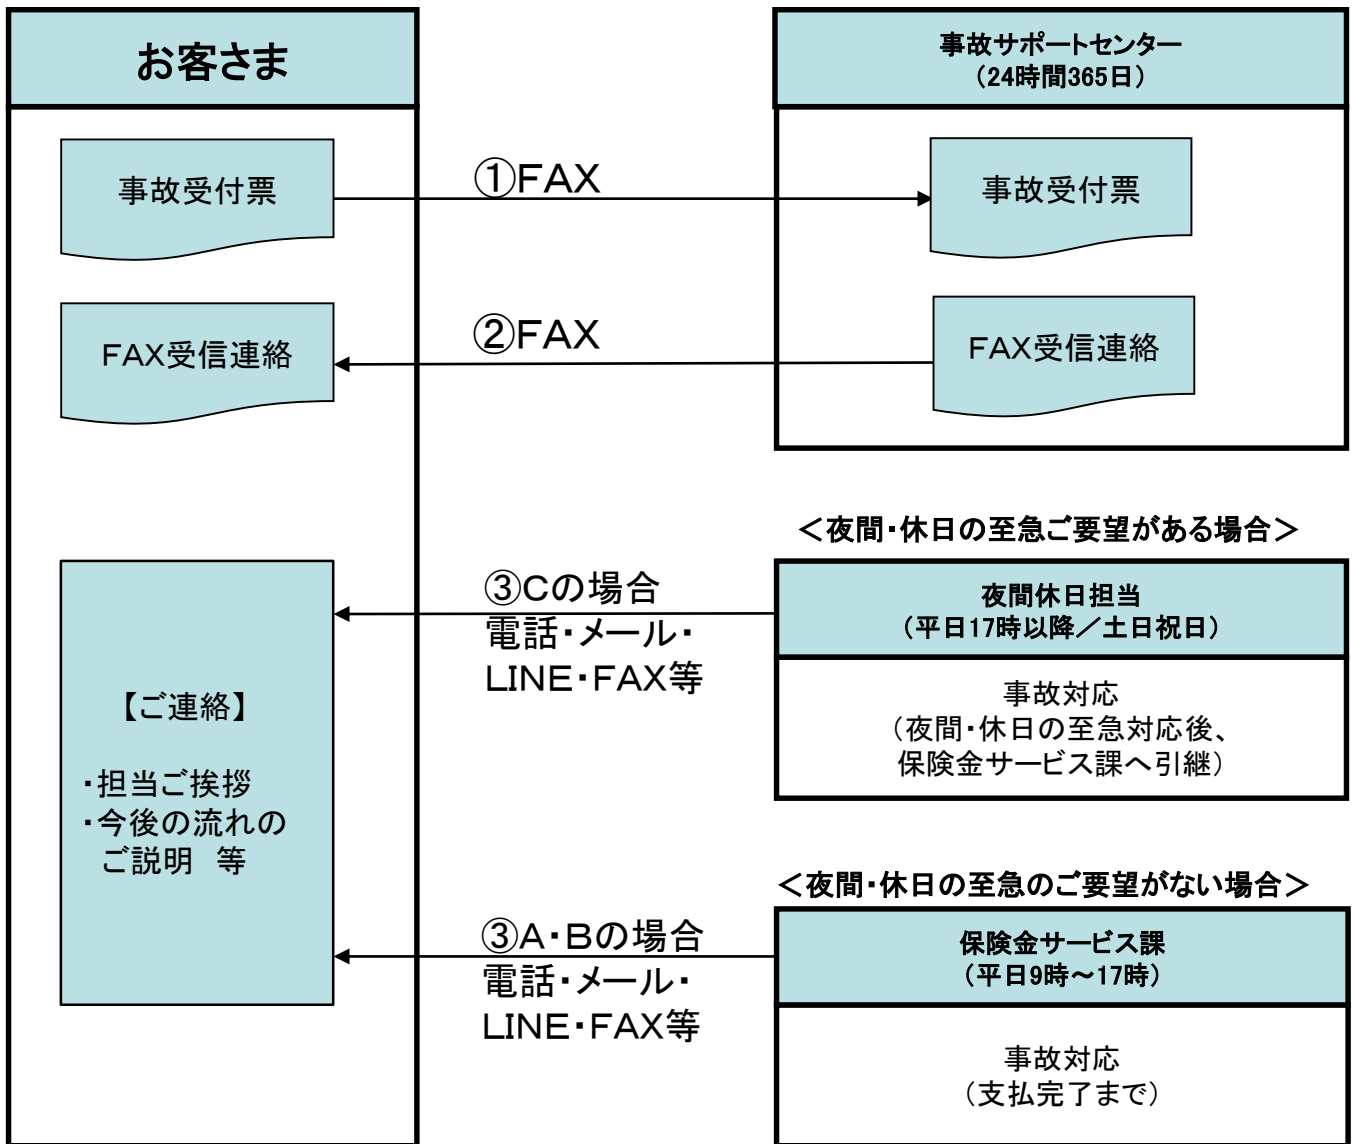 お客さま
事故サポートセンター
(24時間365日)
事故受付票
①FAX
事故受付票
FAX受信連絡
②FAX
FAX受信連絡
<夜間・休日の至急ご要望がある場合>
③Cの場合
電話・メール・
LINE・FAX等
夜間休日担当
(平日17時以降/土日祝日)
事故対応
(夜間・休日の至急対応後、
保険金サービス課へ引継)
【ご連絡】
・担当ご挨拶
・今後の流れの
ご説明 等
<夜間・休日の至急のご要望がない場合>
③A・Bの場合
電話・メール・
LINE・FAX等
保険金サービス課
(平日9時~17時)
事故対応
(支払完了まで)